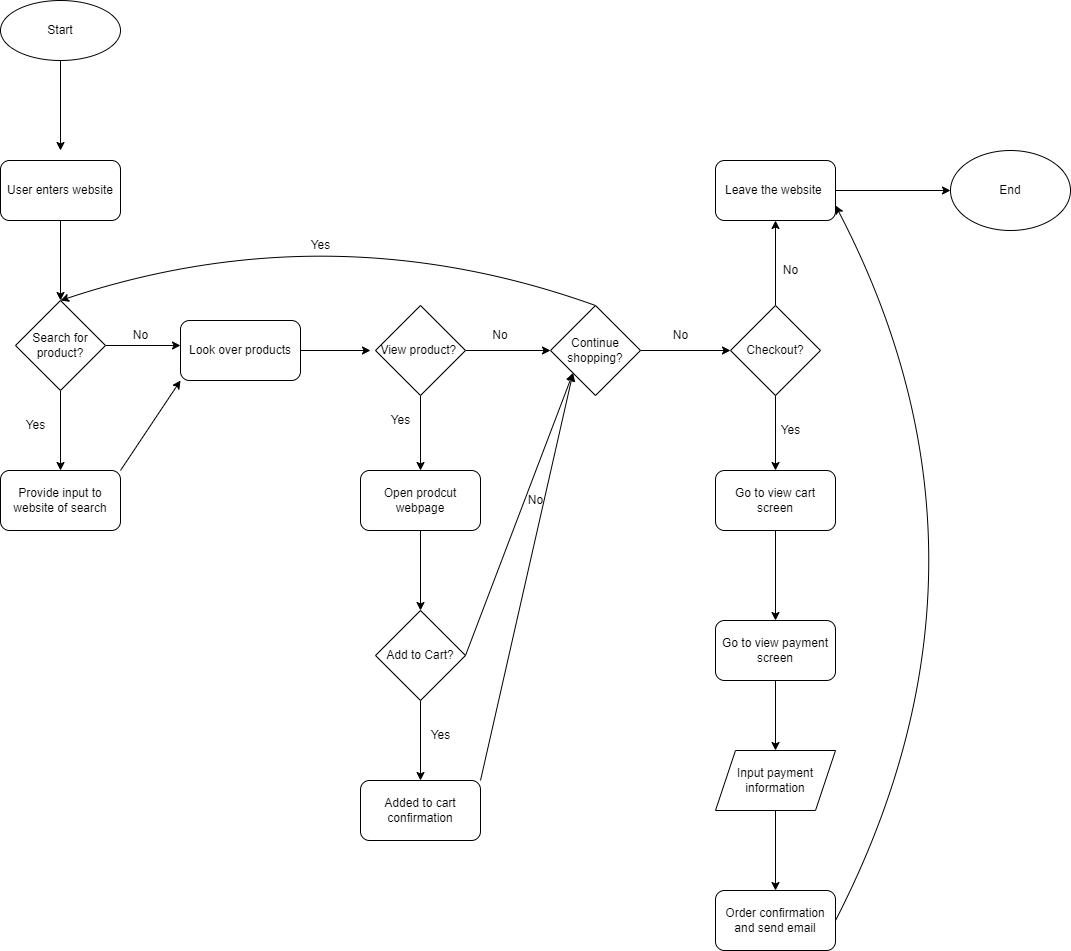 Start
User enters website
Leave the website
End
Yes
No
Search for
product?
No
Look over products
View product?
No
Continue
shopping?
No
Checkout?
Yes
Yes
Yes
Provide input to
website of search
Open prodcut
webpage
No
Go to view cart
screen
Add to Cart?
Go to view payment
screen
Yes
Input payment
information
Added to cart
confirmation
Order confirmation
and send email